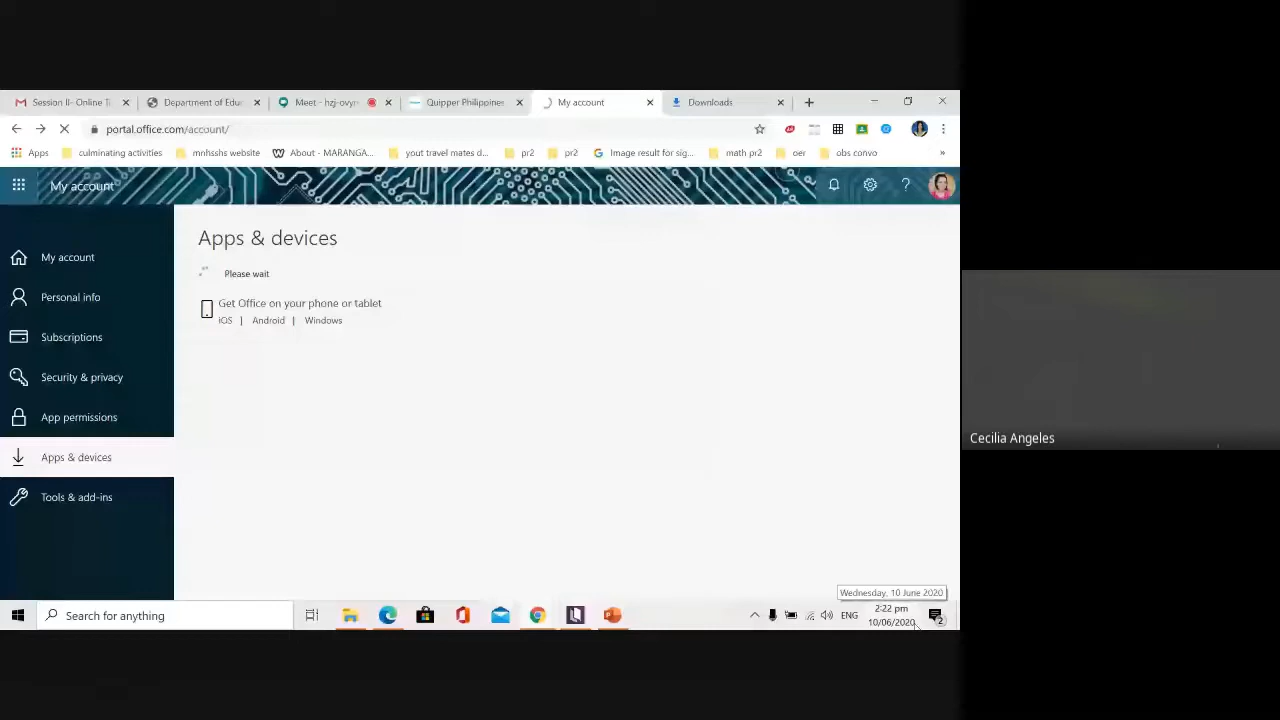 Session II- Online T
Department of Educ
Meet - hzj-ovyr
Quipper Philippines
My account
Downloads
portal.office.com/account/
Apps
culminating activities
mnhsshs website
About - MARANGA...
yout travel mates d...
pr2
pr2
Image result for sig...
math pr2
oer
obs convo
»
My account
My account
Personal info
Subscriptions
Security & privacy
App permissions
Apps & devices
Tools & add-ins
Apps & devices
Please wait
Get Office on your phone or tablet
iOS | Android | Windows
Cecilia Angeles
Wednesday, 10 June 2020
Search for anything
ENG
2:22 pm
10/06/2020
2